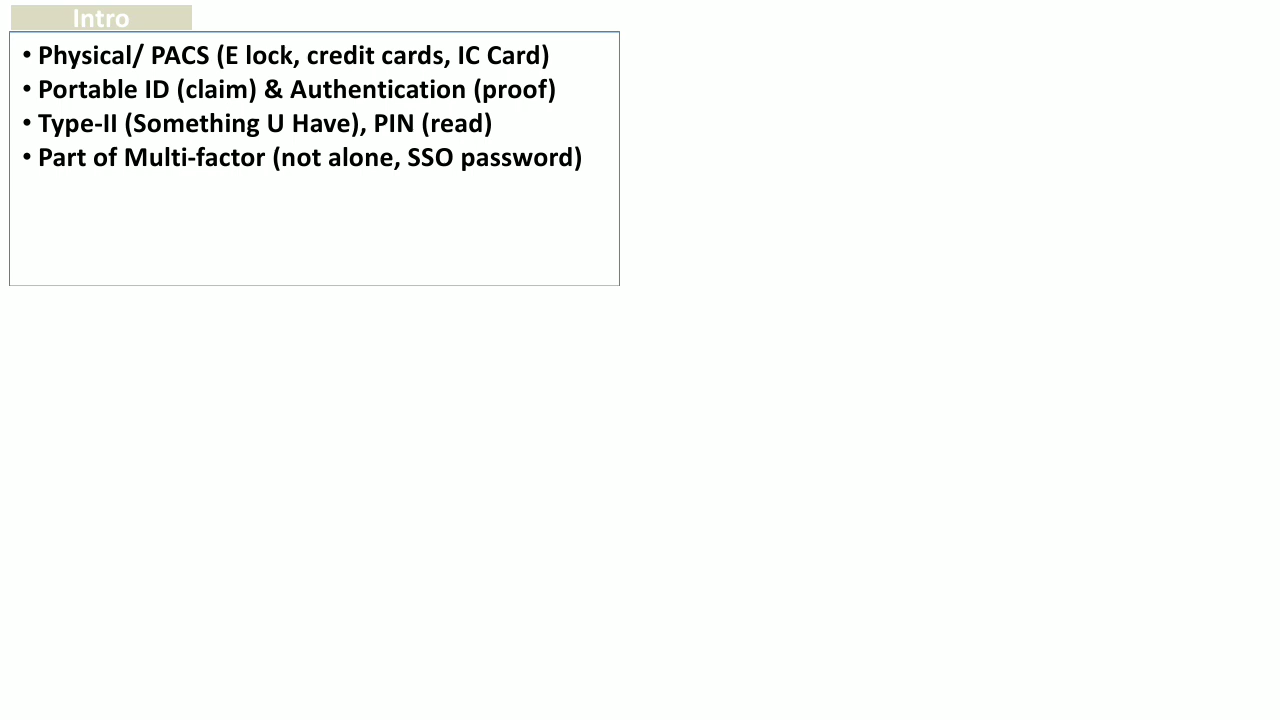 Intro
• Physical/ PACS (E lock, credit cards, IC Card)
• Portable ID (claim) & Authentication (proof)
• Type-II (Something U Have), PIN (read)
• Part of Multi-factor (not alone, SSO password)